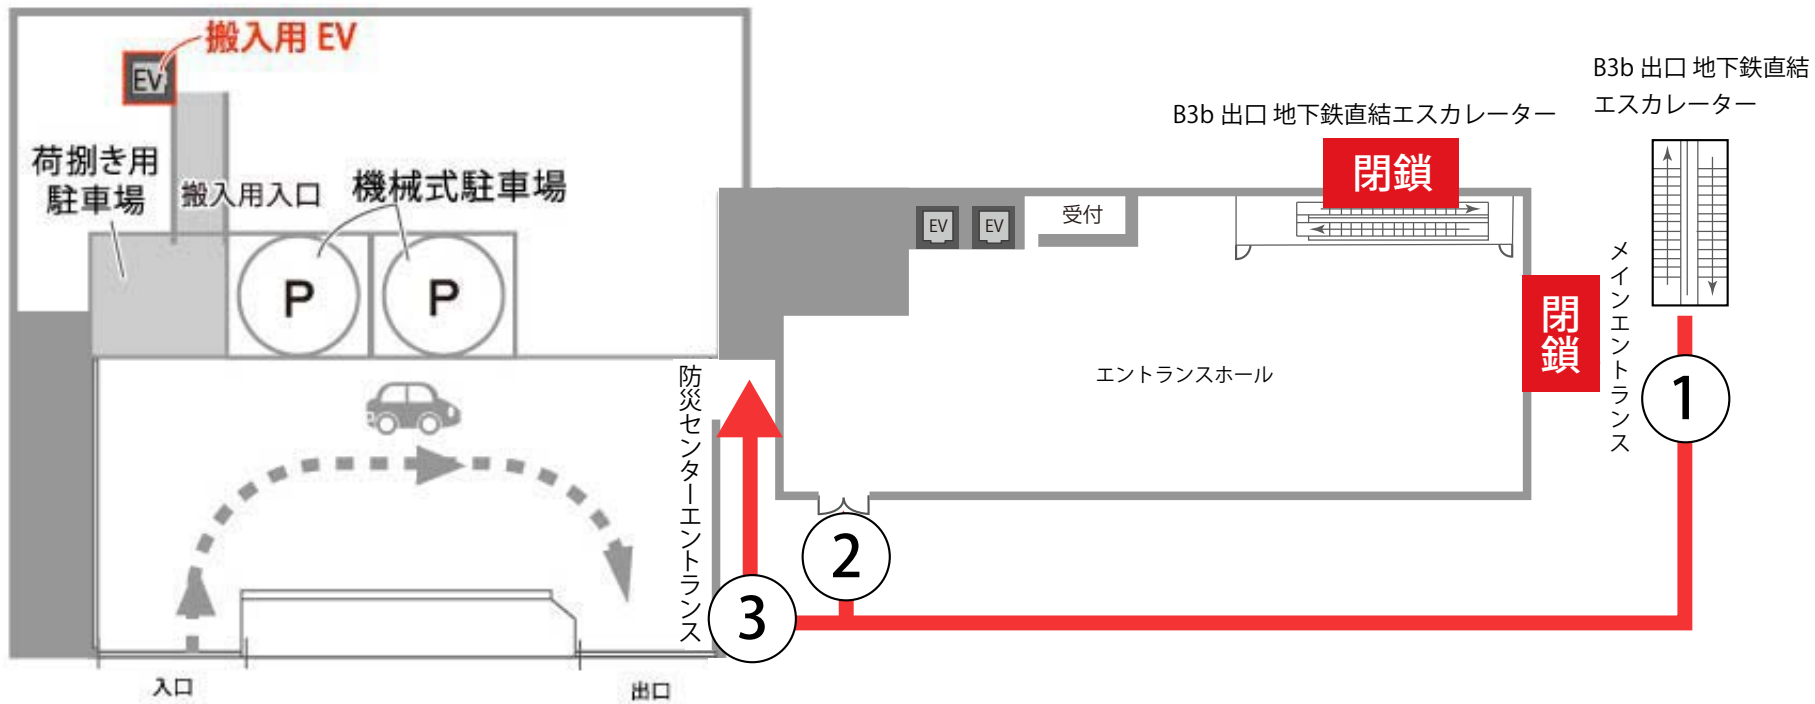 搬入用 EV
EV
荷捌き用
駐車場
搬入用入口
機械式駐車場
P
P
防災センターエントランス
入口
出口
B3b 出口 地下鉄直結エスカレーター
閉鎖
EV
EV
受付
エントランスホール
B3b 出口 地下鉄直結
エスカレーター
メインエントランス
閉鎖
1
2
3